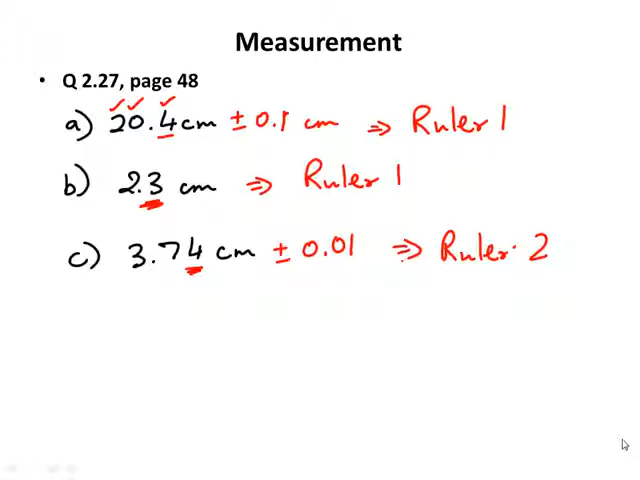 Measurement
• Q 2.27, page 48
a) 20.4 cm ± 0.1 cm ⇒ Ruler 1
b) 2.3 cm ⇒ Ruler 1
c) 3.74 cm ± 0.01 ⇒ Ruler 2